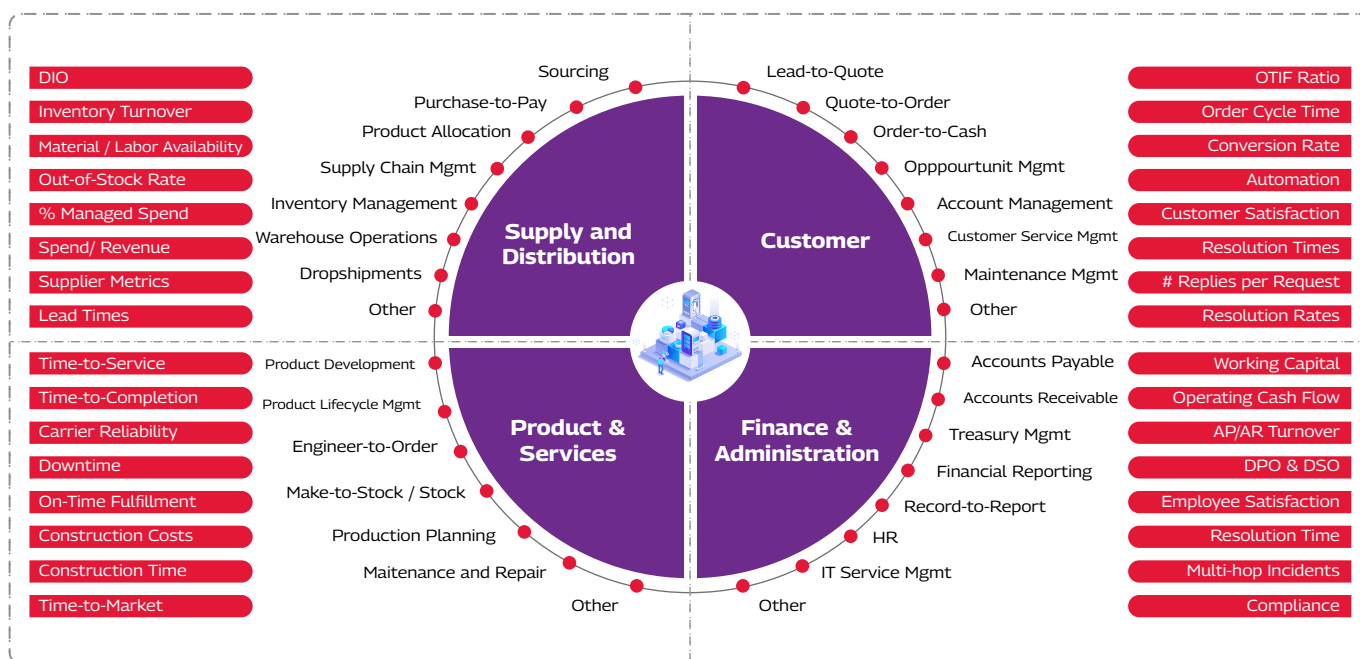 DIO
Inventory Turnover
Material / Labor Availability
Out-of-Stock Rate
% Managed Spend
Spend/ Revenue
Supplier Metrics
Lead Times
Sourcing
Purchase-to-Pay
Product Allocation
Supply Chain Mgmt
Inventory Management
Warehouse Operations
Dropshipments
Other
Supply and
Distribution
Customer
Lead-to-Quote
Quote-to-Order
Order-to-Cash
Opppourtunit Mgmt
Account Management
Customer Service Mgmt
Maintenance Mgmt
Other
OTIF Ratio
Order Cycle Time
Conversion Rate
Automation
Customer Satisfaction
Resolution Times
# Replies per Request
Resolution Rates
Time-to-Service
Time-to-Completion
Carrier Reliability
Downtime
On-Time Fulfillment
Construction Costs
Construction Time
Time-to-Market
Product Development
Product Lifecycle Mgmt
Engineer-to-Order
Make-to-Stock / Stock
Production Planning
Maitenance and Repair
Other
Product &
Services
Finance &
Administration
Accounts Payable
Accounts Receivable
Treasury Mgmt
Financial Reporting
Record-to-Report
HR
IT Service Mgmt
Other
Working Capital
Operating Cash Flow
AP/AR Turnover
DPO & DSO
Employee Satisfaction
Resolution Time
Multi-hop Incidents
Compliance